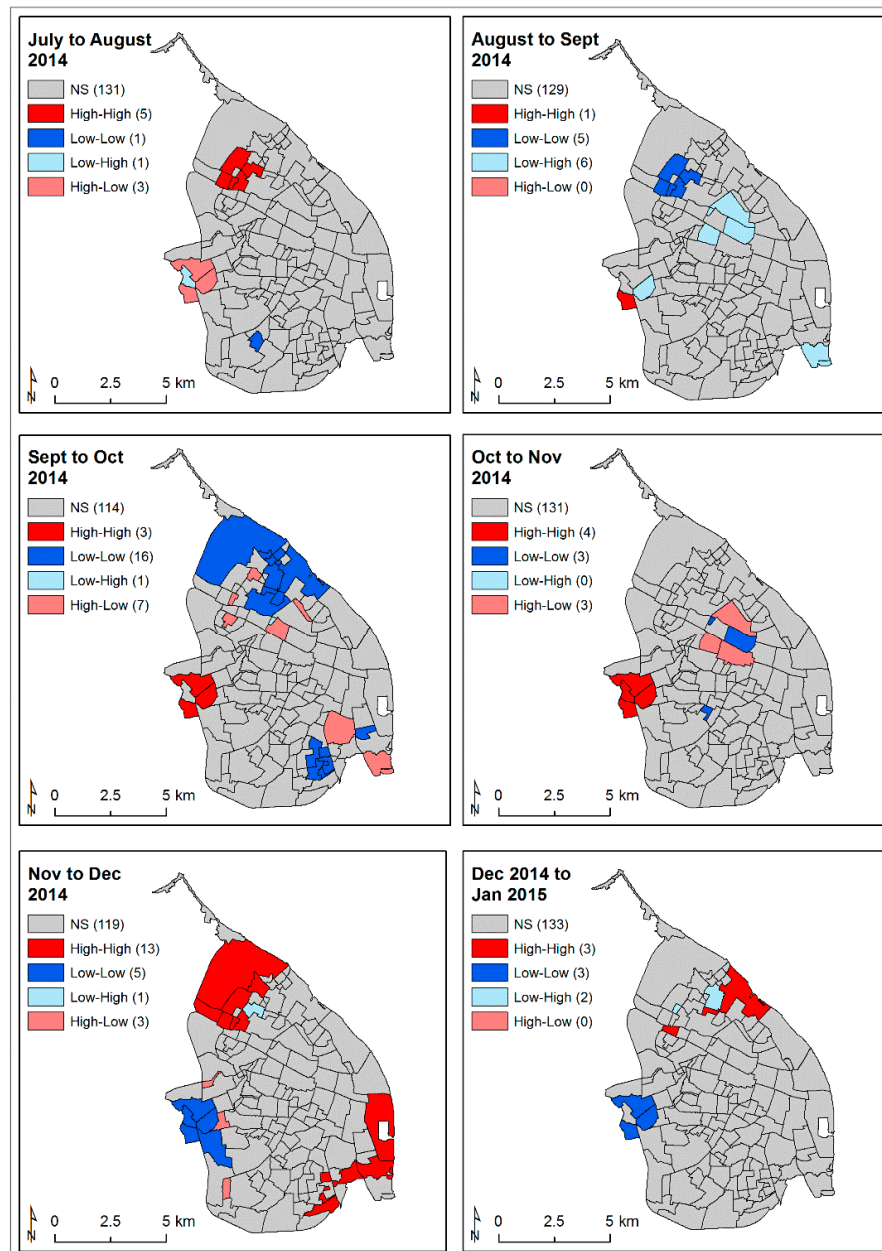 July to August
2014
NS (131)
High-High (5)
Low-Low (1)
Low-High (1)
High-Low (3)
N
0 2.5 5 km
August to Sept
2014
NS (129)
High-High (1)
Low-Low (5)
Low-High (6)
High-Low (0)
N
0 2.5 5 km
Sept to Oct
2014
NS (114)
High-High (3)
Low-Low (16)
Low-High (1)
High-Low (7)
N
0 2.5 5 km
Oct to Nov
2014
NS (131)
High-High (4)
Low-Low (3)
Low-High (0)
High-Low (3)
N
0 2.5 5 km
Nov to Dec
2014
NS (119)
High-High (13)
Low-Low (5)
Low-High (1)
High-Low (3)
N
0 2.5 5 km
Dec 2014 to
Jan 2015
NS (133)
High-High (3)
Low-Low (3)
Low-High (2)
High-Low (0)
N
0 2.5 5 km